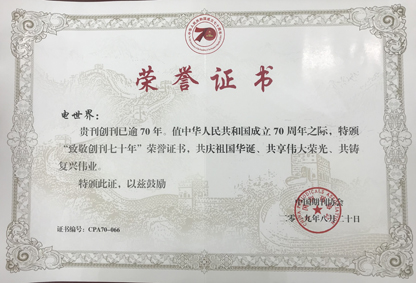 荣誉证书
电世界：
贵刊创刊已逾70年。值中华人民共和国成立70周年之际，特颁
“致敬创刊七十年”荣誉证书，共庆祖国华诞、共享伟大荣光、共铸
复兴伟业。
特颁此证，以兹鼓励
中国期刊协会
二〇一九年八月二十日
证书编号：CPA70-066